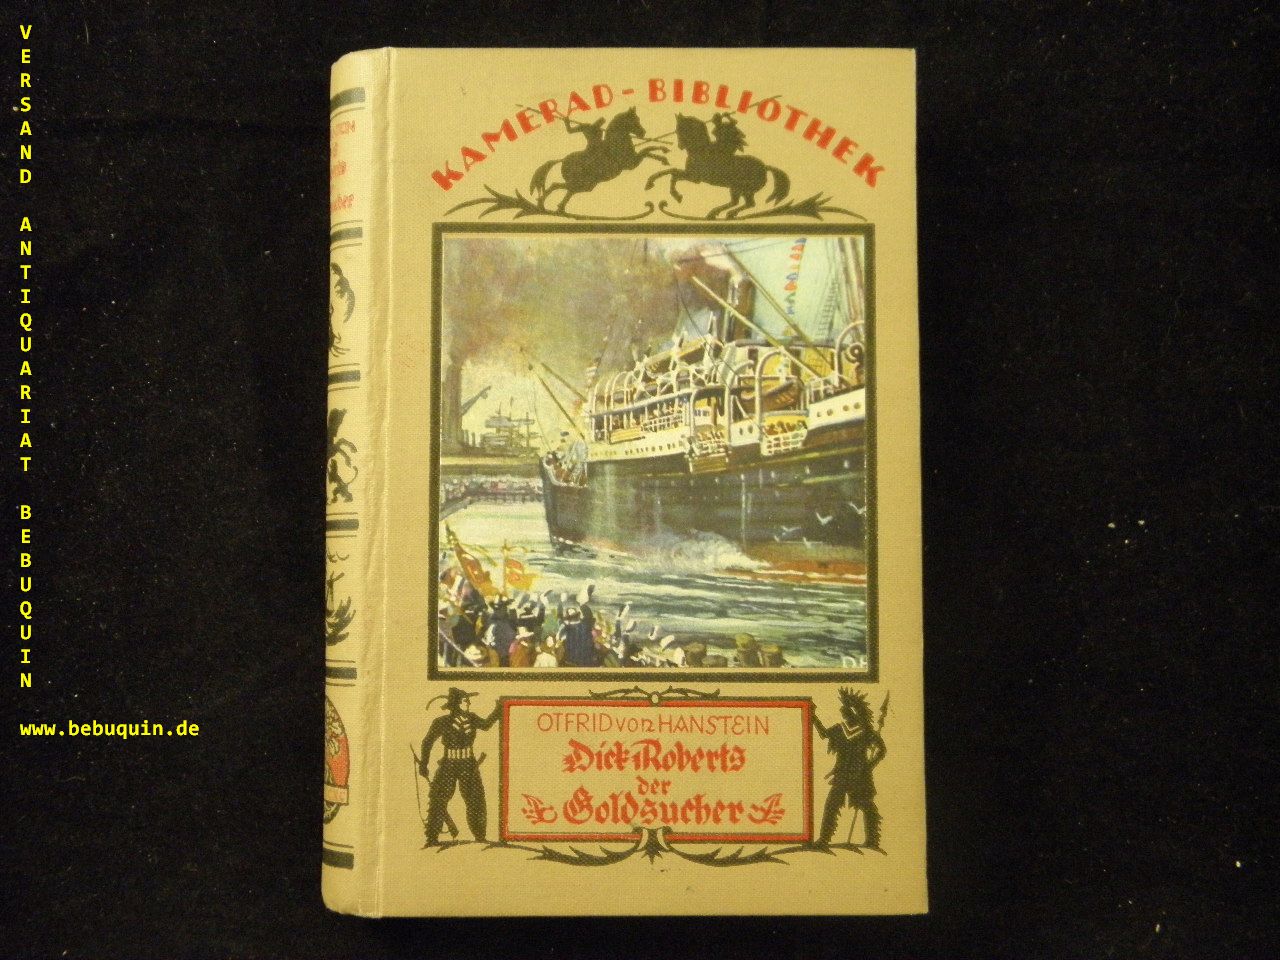 VERSAND ANTIQUARIAT BEBUQUIN
www.bebuquin.de
KAMERAD-BIBLIOTHEK
OTFRID von HANSTEIN
Dick Roberts
der
Goldsucher